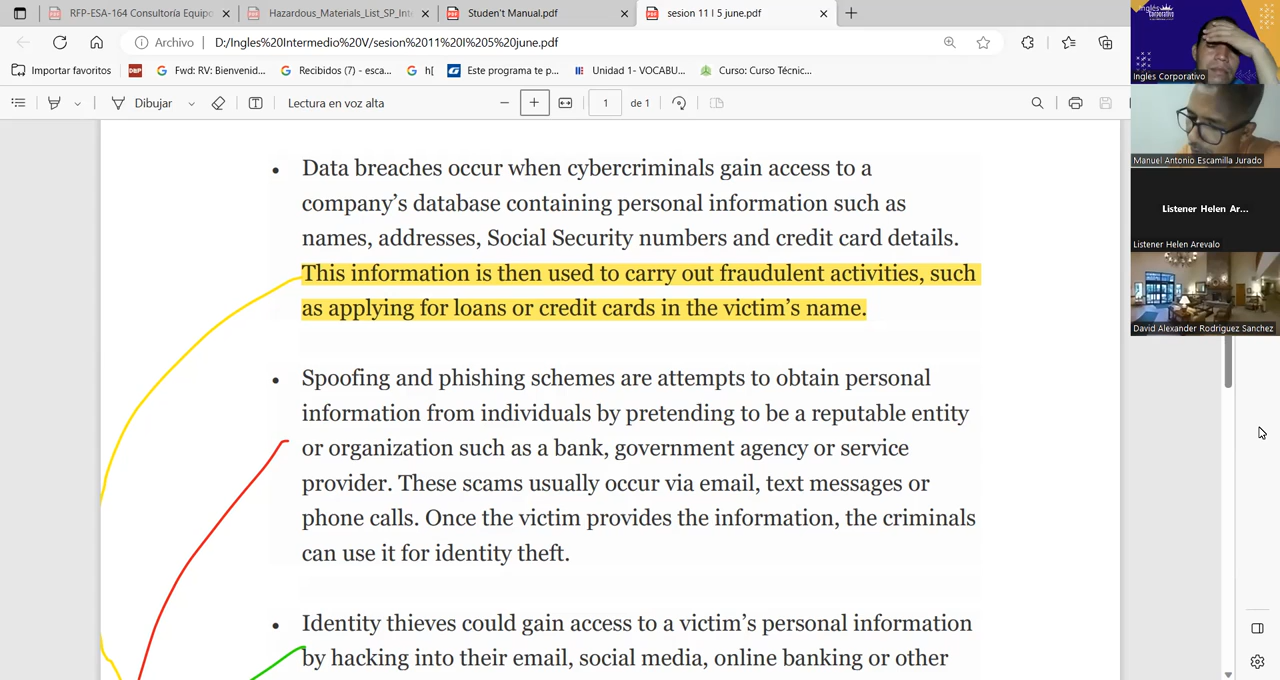 RFP-ESA-164 Consultoría Equipo
Hazardous_Materials_List_SP_Inte
Studen't Manual.pdf
sesion 11 l 5 june.pdf
Archivo
D:/Ingles%20Intermedio%20V/sesion%2011%20I%205%20june.pdf
Importar favoritos
DBP
Fwd: RV: Bienvenid...
Recibidos (7) - esca...
h[
Este programa te p...
Unidad 1- VOCABU...
Curso: Curso Técnic...
Dibujar
Lectura en voz alta
1
de 1
Data breaches occur when cybercriminals gain access to a
company's database containing personal information such as
names, addresses, Social Security numbers and credit card details.
This information is then used to carry out fraudulent activities, such
as applying for loans or credit cards in the victim's name.
Spoofing and phishing schemes are attempts to obtain personal
information from individuals by pretending to be a reputable entity
or organization such as a bank, government agency or service
provider. These scams usually occur via email, text messages or
phone calls. Once the victim provides the information, the criminals
can use it for identity theft.
Identity thieves could gain access to a victim's personal information
by hacking into their email, social media, online banking or other
Inglés
Corporativo
Ingles Corporativo
Manuel Antonio Escamilla Jurado
Listener Helen Ar...
Listener Helen Arevalo
David Alexander Rodriguez Sanchez